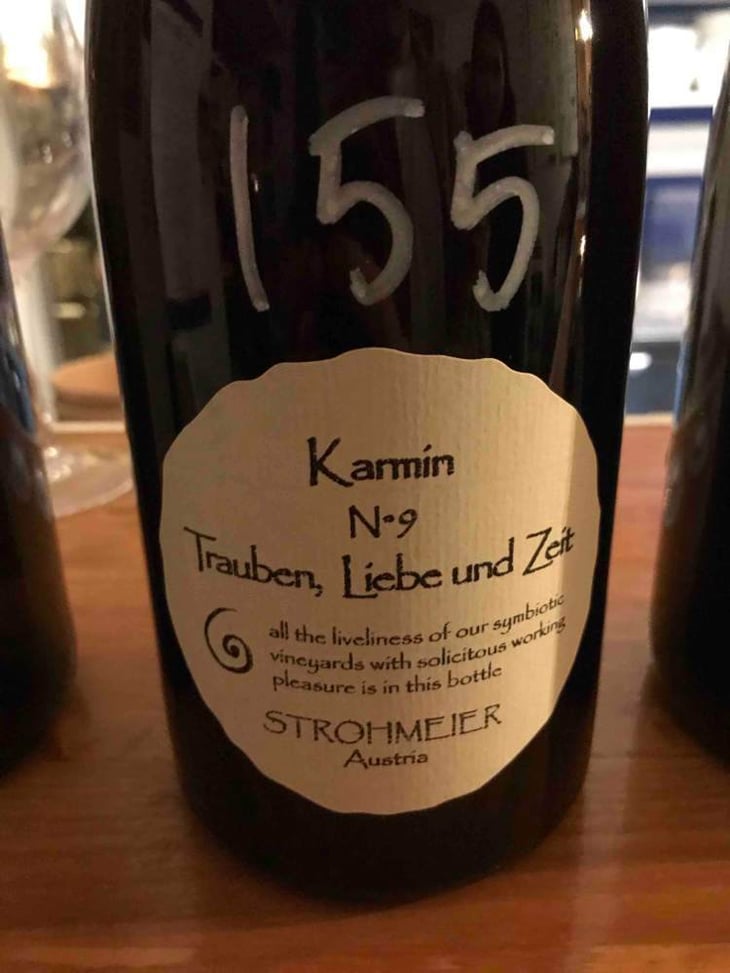 155
Karmin
N•9
Trauben, Liebe und Zeit
all the liveliness of our symbiotic
vineyards with solicitous working
pleasure is in this bottle
STROHMEIER
Austria